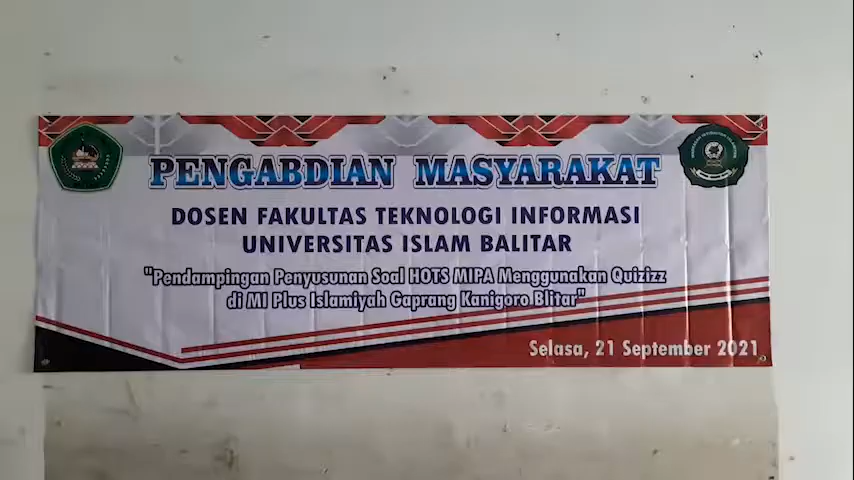 PENGABDIAN MASYARAKAT
DOSEN FAKULTAS TEKNOLOGI INFORMASI
UNIVERSITAS ISLAM BALITAR
"Pendampingan Penyusunan Soal HOTS MIPA Menggunakan Quizizz
di MI Plus Islamiyah Gaprang Kanigoro Blitar"
Selasa, 21 September 2021